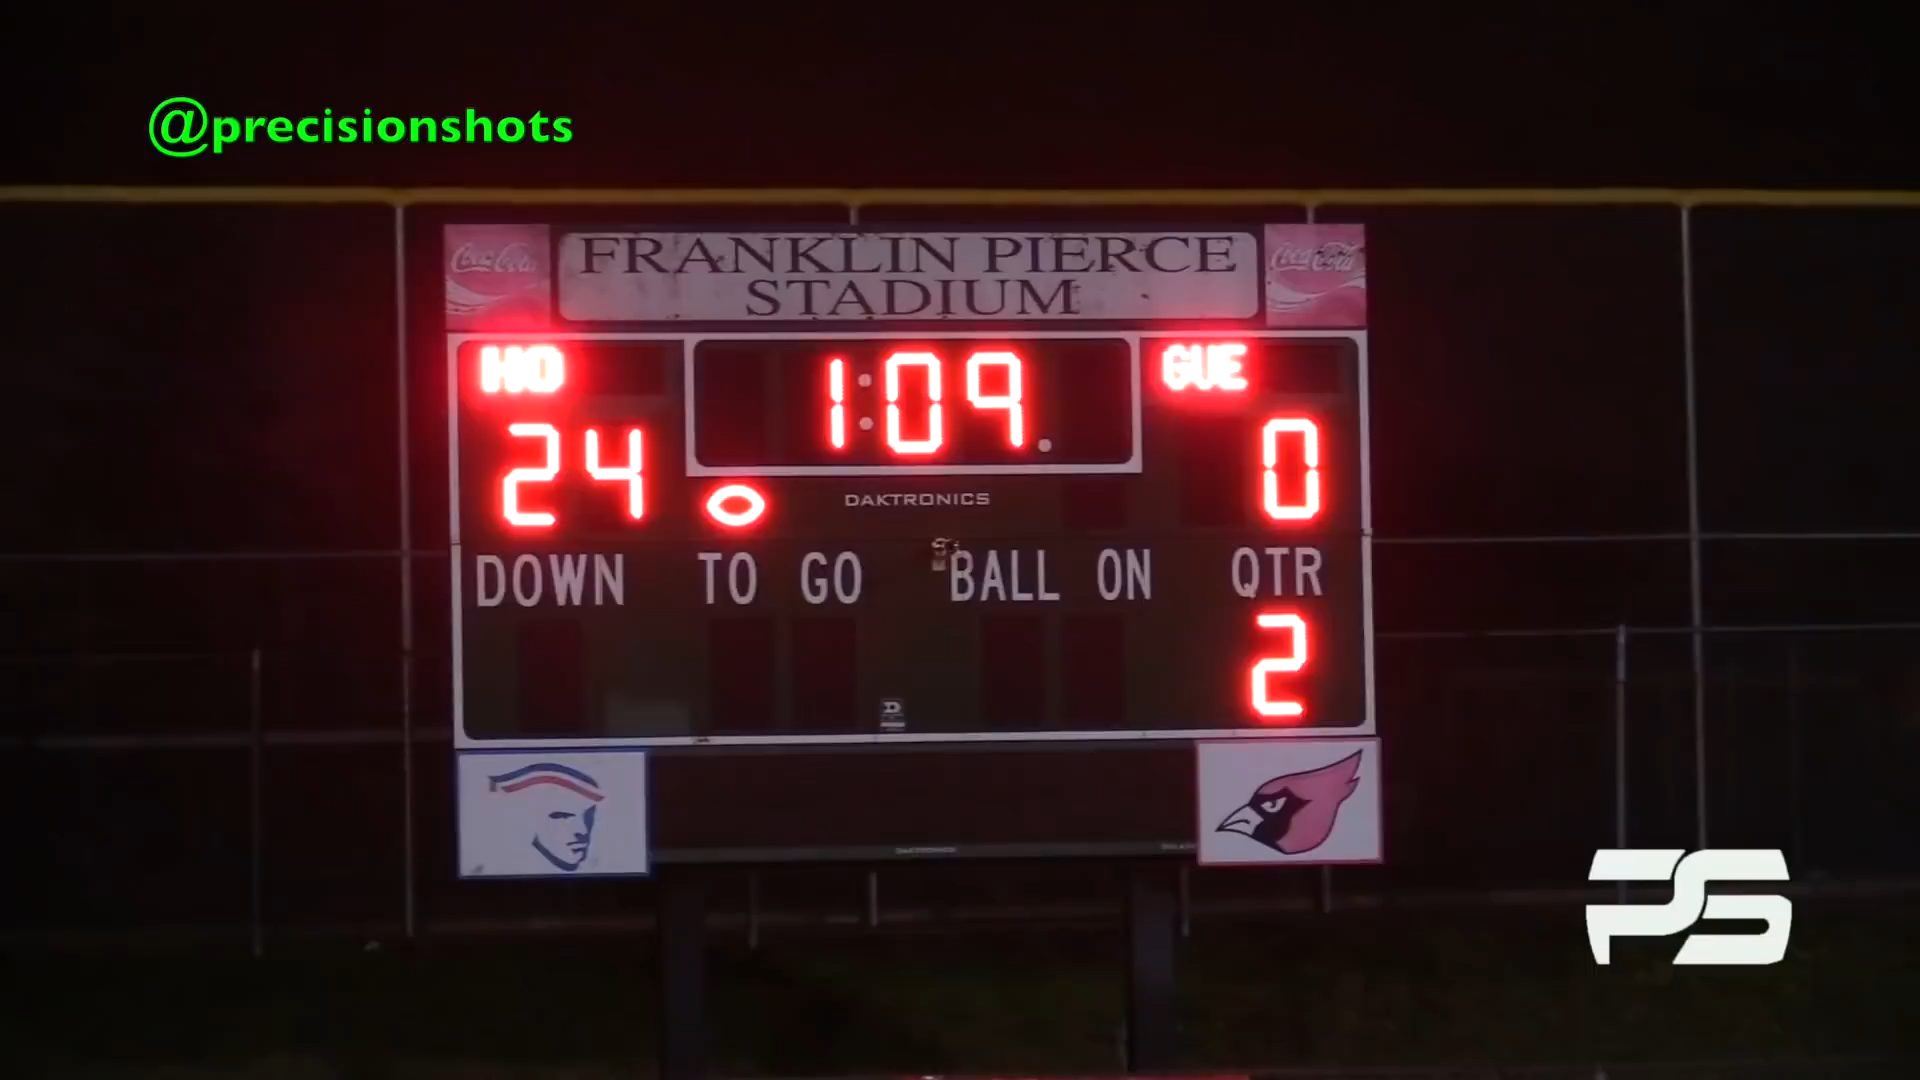 @precisionshots
Coca-Cola
FRANKLIN PIERCE
STADIUM
Coca-Cola
HO
1:09
GUE
24
0
DAKTRONICS
DOWN TO GO BALL ON QTR
2
DAKTRONICS
PS